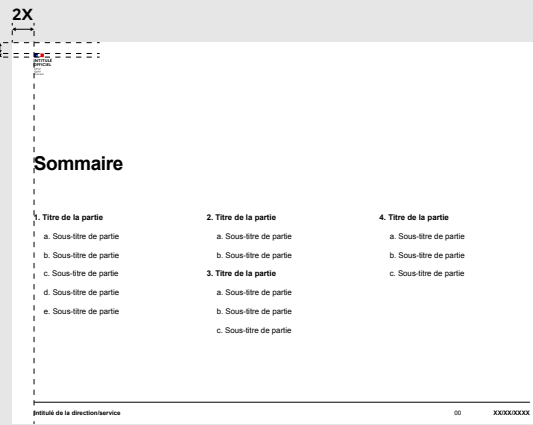 2X
INTITULÉ
OFFICIEL
Sommaire
1. Titre de la partie
a. Sous-titre de partie
b. Sous-titre de partie
c. Sous-titre de partie
d. Sous-titre de partie
e. Sous-titre de partie
2. Titre de la partie
a. Sous-titre de partie
b. Sous-titre de partie
3. Titre de la partie
a. Sous-titre de partie
b. Sous-titre de partie
c. Sous-titre de partie
4. Titre de la partie
a. Sous-titre de partie
b. Sous-titre de partie
c. Sous-titre de partie
Intitulé de la direction/service
00
XX/XX/XXXX